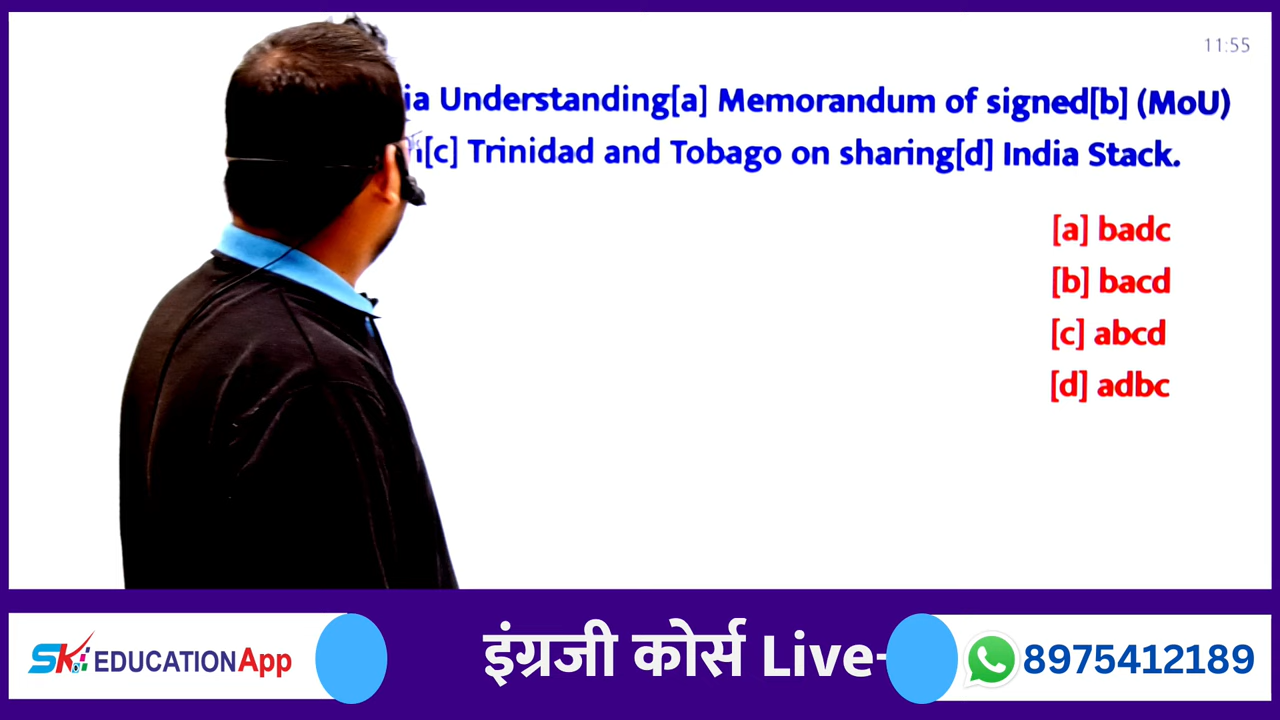 11:55
Understanding[a] Memorandum of signed[b] (MoU)
[c] Trinidad and Tobago on sharing[d] India Stack.
[a] badc
[b] bacd
[c] abcd
[d] adbc
SK EDUCATIONApp
इंग्रजी कोर्स Live-
8975412189